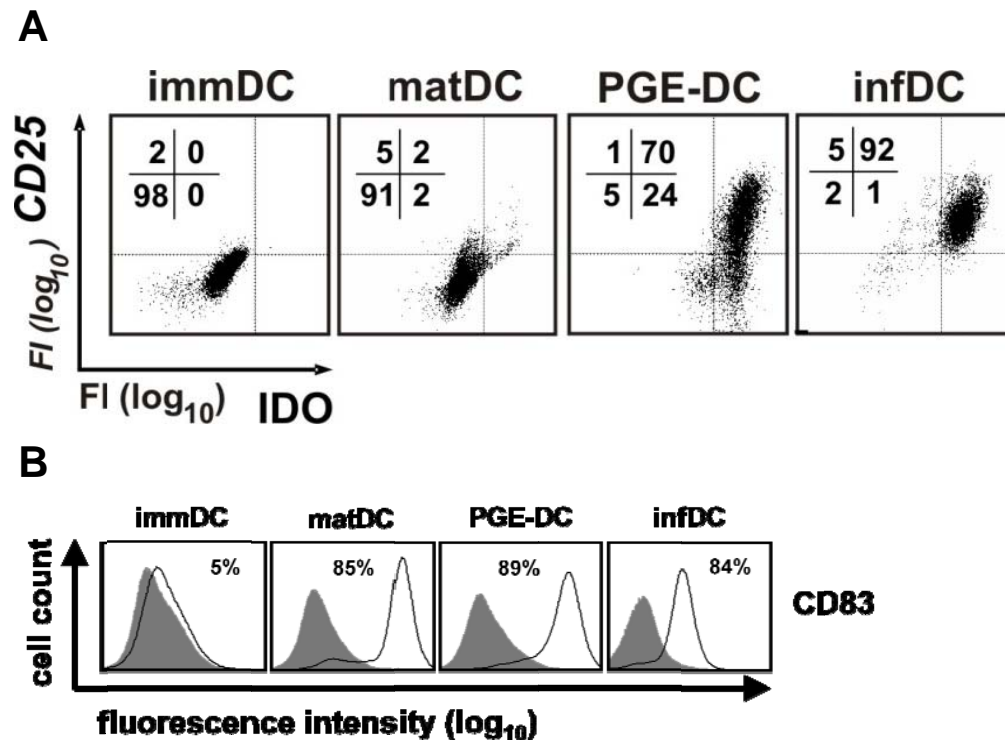 A
immDC matDC PGE-DC infDC
CD25
FI (log10)
2 0
98 0
5 2
91 2
1 70
5 24
5 92
2 1
FI (log10) IDO
B
immDC matDC PGE-DC infDC
cell count
5% 85% 89% 84%
CD83
fluorescence intensity (log10)